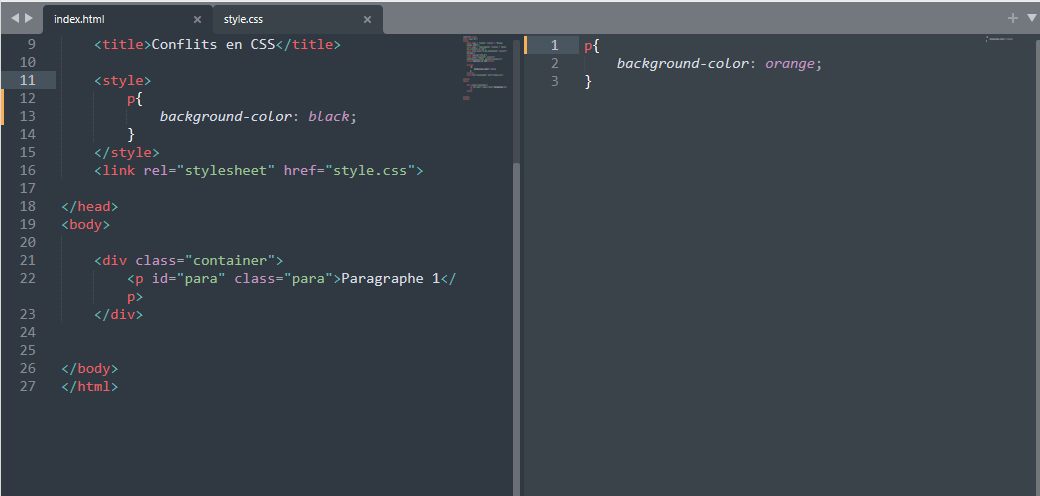 index.html × style.css ×
9 <title>Conflits en CSS</title>
10
11 <style>
12 p{
13 background-color: black;
14 }
15 </style>
16 <link rel="stylesheet" href="style.css">
17
18 </head>
19 <body>
20
21 <div class="container">
22 <p id="para" class="para">Paragraphe 1</
p>
23 </div>
24
25
26 </body>
27 </html>
1 p{
2 background-color: orange;
3 }